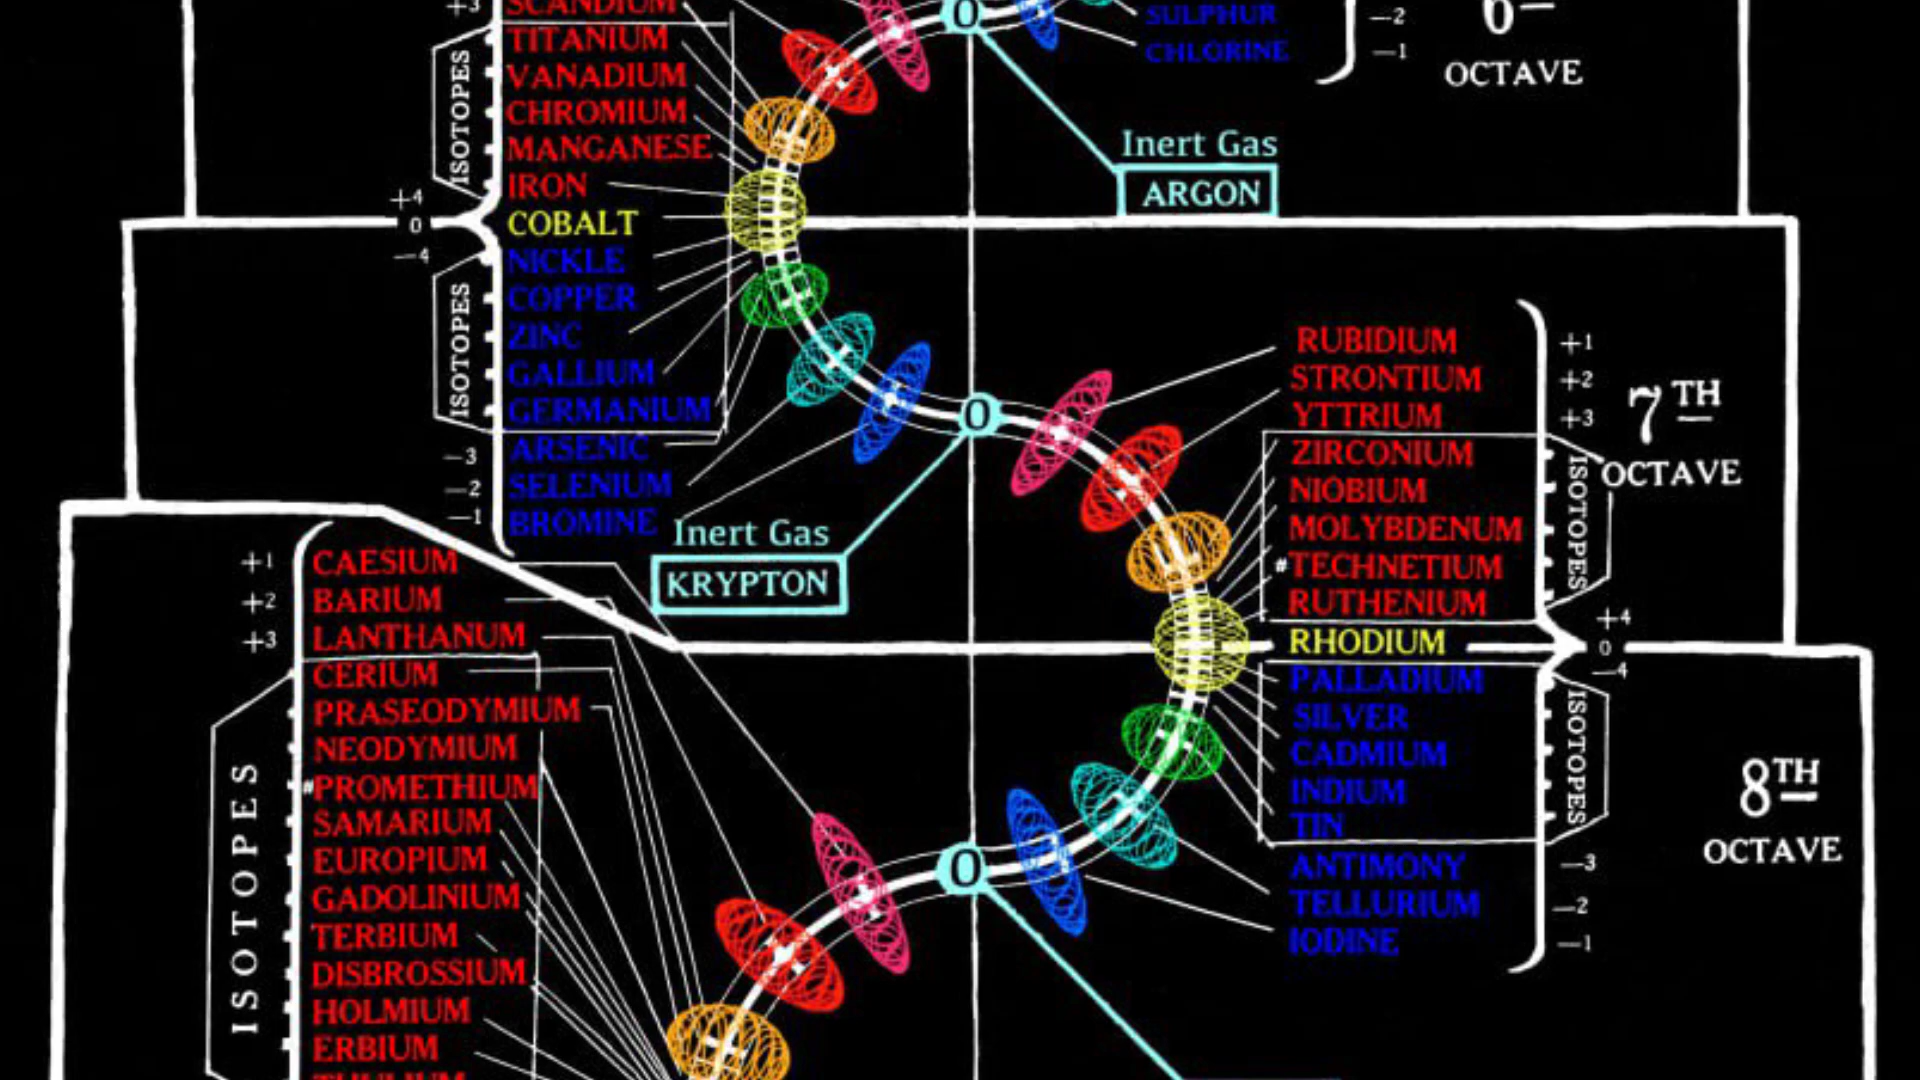 +3
SCANDIUM
TITANIUM
VANADIUM
CHROMIUM
MANGANESE
IRON
COBALT
NICKLE
COPPER
ZINC
GALLIUM
GERMANIUM
ARSENIC
SELENIUM
BROMINE
ISOTOPES
+4
0
-4
ISOTOPES
-3
-2
-1
0
SULPHUR
CHLORINE
-2
-1
6
OCTAVE
Inert Gas
ARGON
0
Inert Gas
KRYPTON
RUBIDIUM
STRONTIUM
YTTRIUM
ZIRCONIUM
NIOBIUM
MOLYBDENUM
#TECHNETIUM
RUTHENIUM
RHODIUM
PALLADIUM
SILVER
CADMIUM
INDIUM
TIN
ANTIMONY
TELLURIUM
IODINE
+1
+2
+3
ISOTOPES
+4
0
-4
ISOTOPES
-3
-2
-1
7TH
OCTAVE
8TH
OCTAVE
+1
+2
+3
CAESIUM
BARIUM
LANTHANUM
CERIUM
PRASEODYMIUM
NEODYMIUM
#PROMETHIUM
SAMARIUM
EUROPIUM
GADOLINIUM
TERBIUM
DISBROSSIUM
HOLMIUM
ERBIUM
ISOTOPES
0